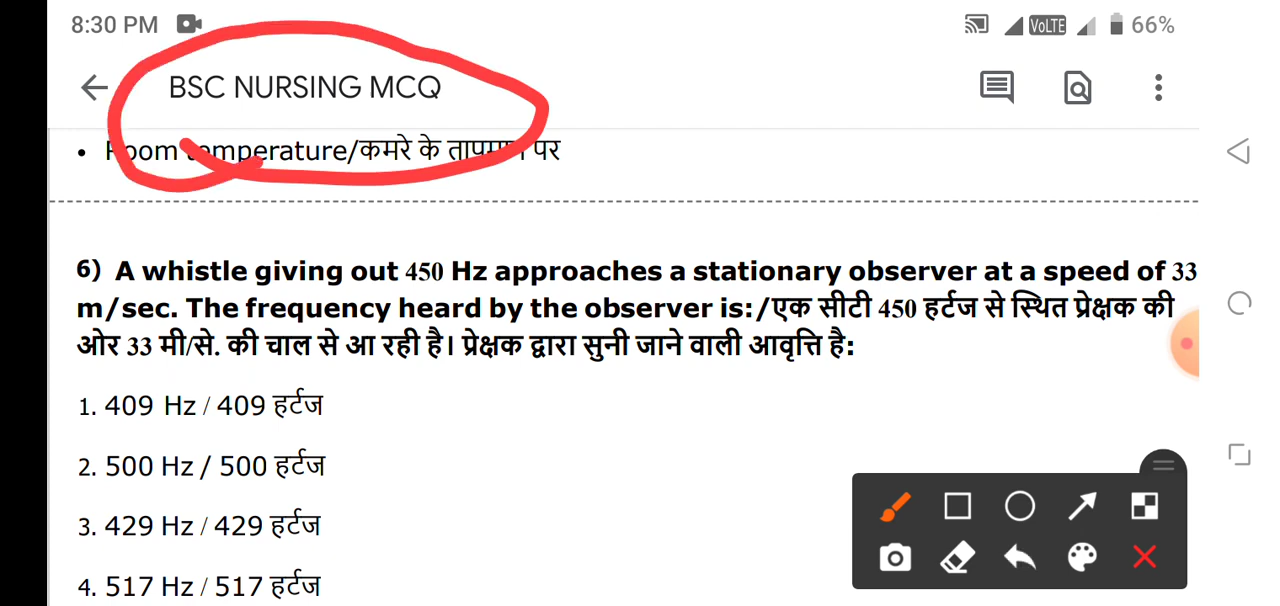 8:30 PM VoLTE 66%
BSC NURSING MCQ
• Room temperature/कमरे के तापमान पर
6) A whistle giving out 450 Hz approaches a stationary observer at a speed of 33
m/sec. The frequency heard by the observer is:/एक सीटी 450 हर्टज से स्थित प्रेक्षक की
ओर 33 मी/से. की चाल से आ रही है। प्रेक्षक द्वारा सुनी जाने वाली आवृत्ति है:
1. 409 Hz / 409 हर्टज
2. 500 Hz / 500 हर्टज
3. 429 Hz / 429 हर्टज
4. 517 Hz / 517 हर्टज